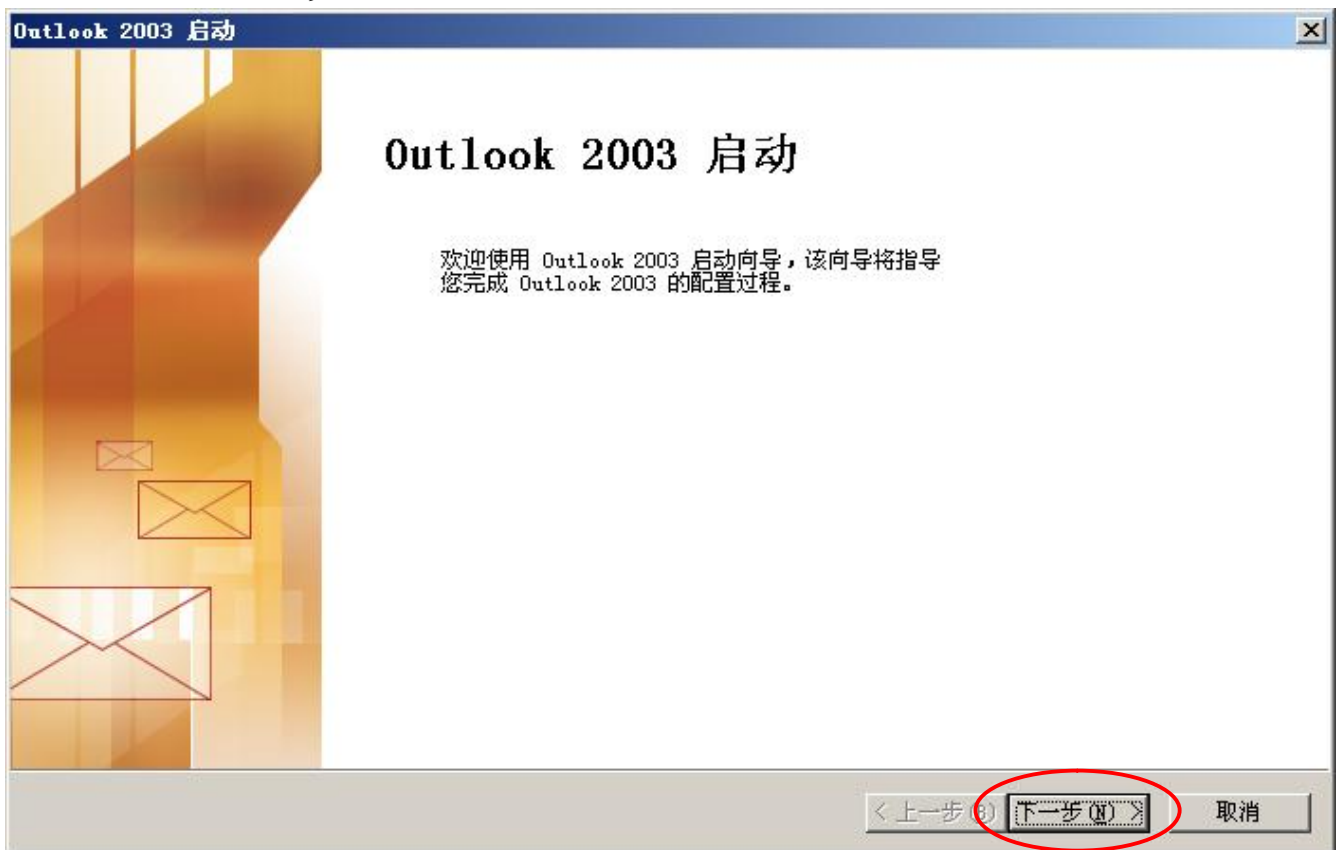 Outlook 2003 启动
Outlook 2003 启动
欢迎使用 Outlook 2003 启动向导，该向导将指导
您完成 Outlook 2003 的配置过程。
< 上一步(B) 下一步(N) > 取消